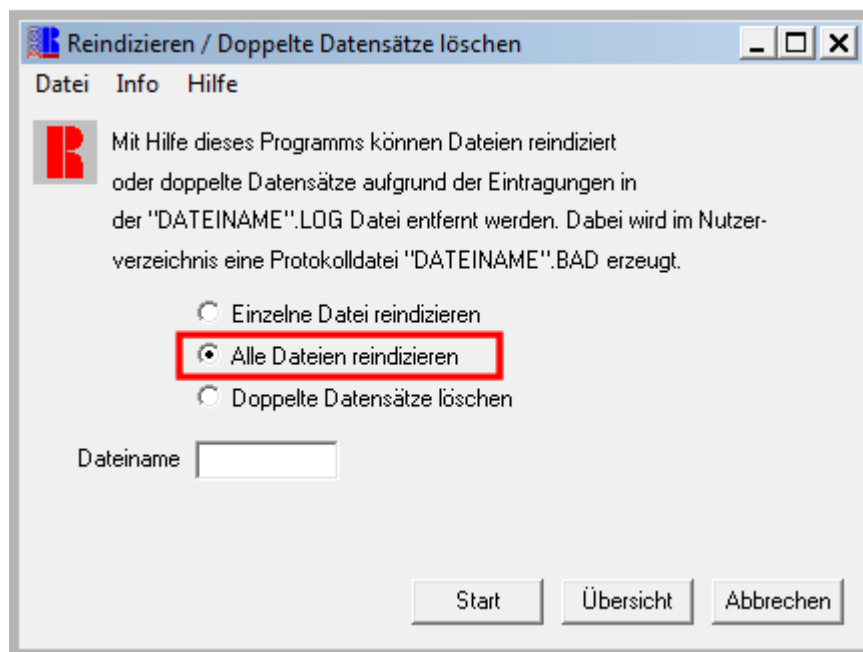 Reindizieren / Doppelte Datensätze löschen
Datei Info Hilfe
Mit Hilfe dieses Programms können Dateien reindiziert
oder doppelte Datensätze aufgrund der Eintragungen in
der "DATEINAME".LOG Datei entfernt werden. Dabei wird im Nutzer-
verzeichnis eine Protokolldatei "DATEINAME".BAD erzeugt.
Einzelne Datei reindizieren
Alle Dateien reindizieren
Doppelte Datensätze löschen
Dateiname
Start Übersicht Abbrechen